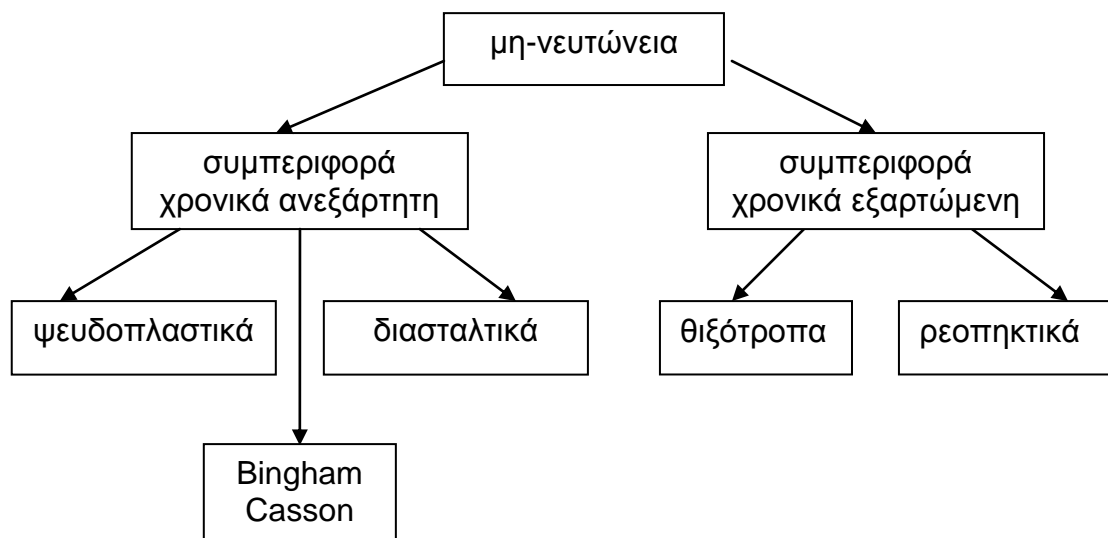 μη-νευτώνεια
συμπεριφορά
χρονικά ανεξάρτητη
συμπεριφορά
χρονικά εξαρτώμενη
ψευδοπλαστικά
διασταλτικά
θιξότροπα
ρεοπηκτικά
Bingham
Casson